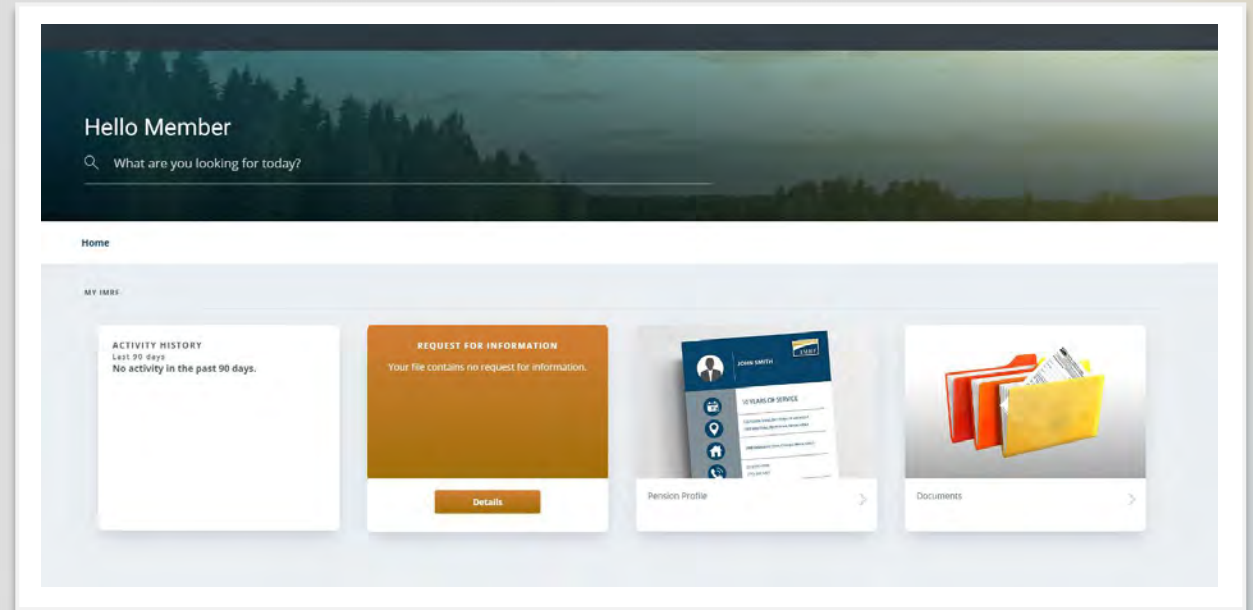 Hello Member
What are you looking for today?
Home
MY IMRF
ACTIVITY HISTORY
Last 90 days
No activity in the past 90 days.
REQUEST FOR INFORMATION
Your file contains no request for information.
Details
JOHN SMITH
IMRF
YEARS OF SERVICE
Pension Profile
Documents